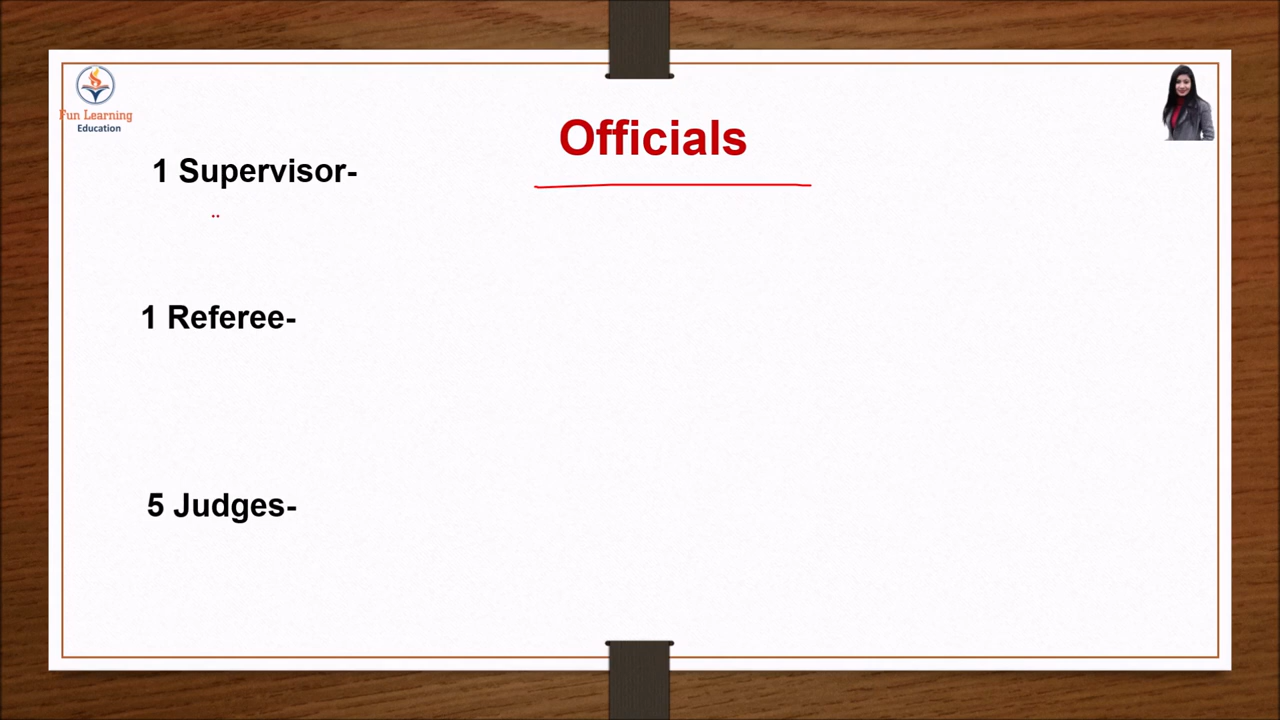 Fun Learning
Education
Officials
1 Supervisor-
1 Referee-
5 Judges-